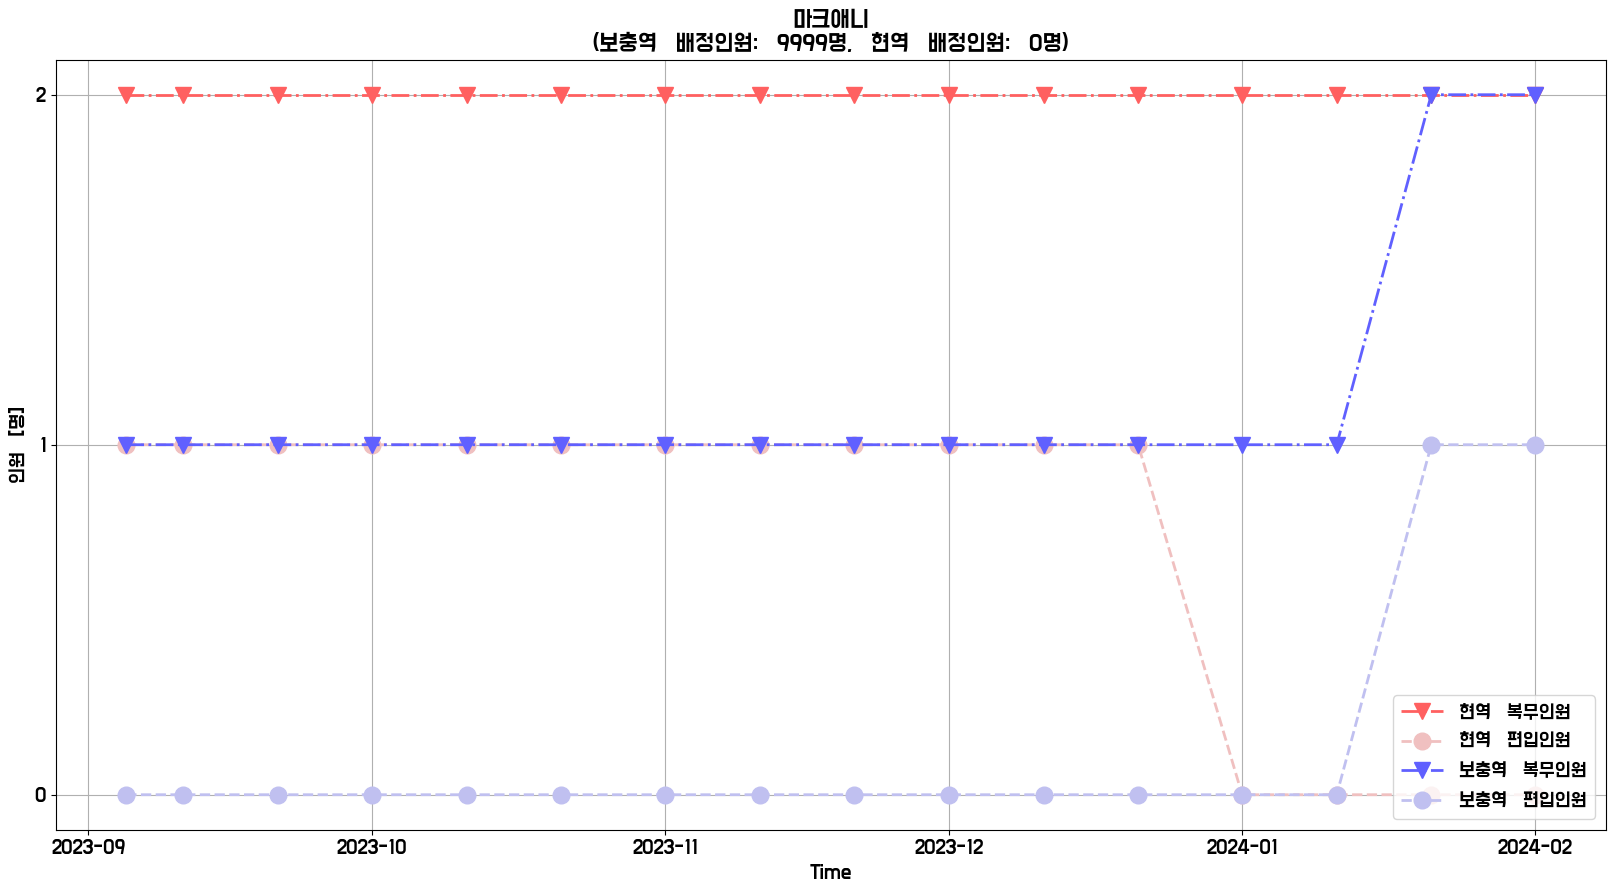 마크애니
(보충역 배정인원: 9999명, 현역 배정인원: 0명)
2
1
0
인원 [명]
2023-09 2023-10 2023-11 2023-12 2024-01 2024-02
Time
현역 복무인원
현역 편입인원
보충역 복무인원
보충역 편입인원